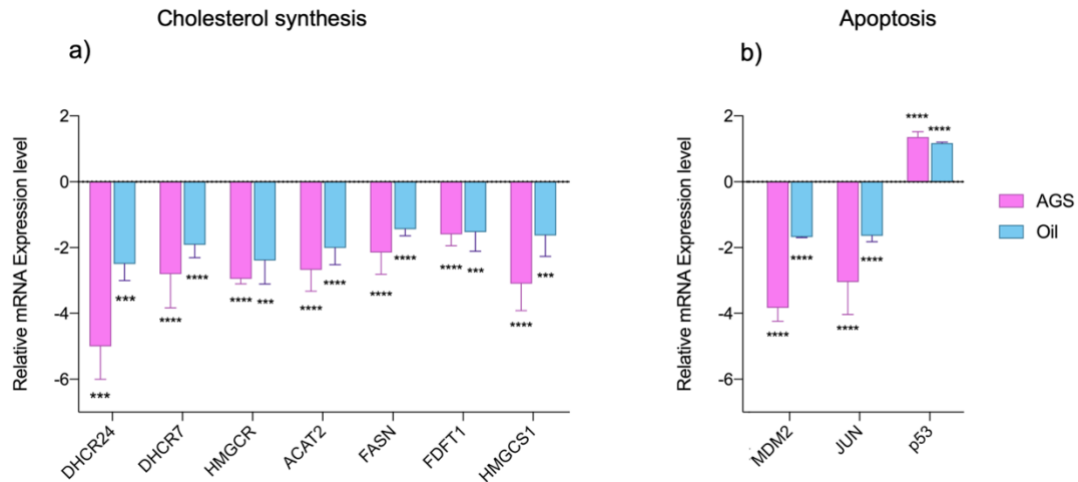 Cholesterol synthesis
a)
Relative mRNA Expression level
2
0
-2
-4
-6
***
***
****
****
****
***
****
****
****
****
****
***
****
***
DHCR24
DHCR7
HMGCR
ACAT2
FASN
FDFT1
HMGCS1
Apoptosis
b)
Relative mRNA Expression level
2
0
-2
-4
-6
****
****
****
****
****
****
MDM2
JUN
p53
AGS
Oil